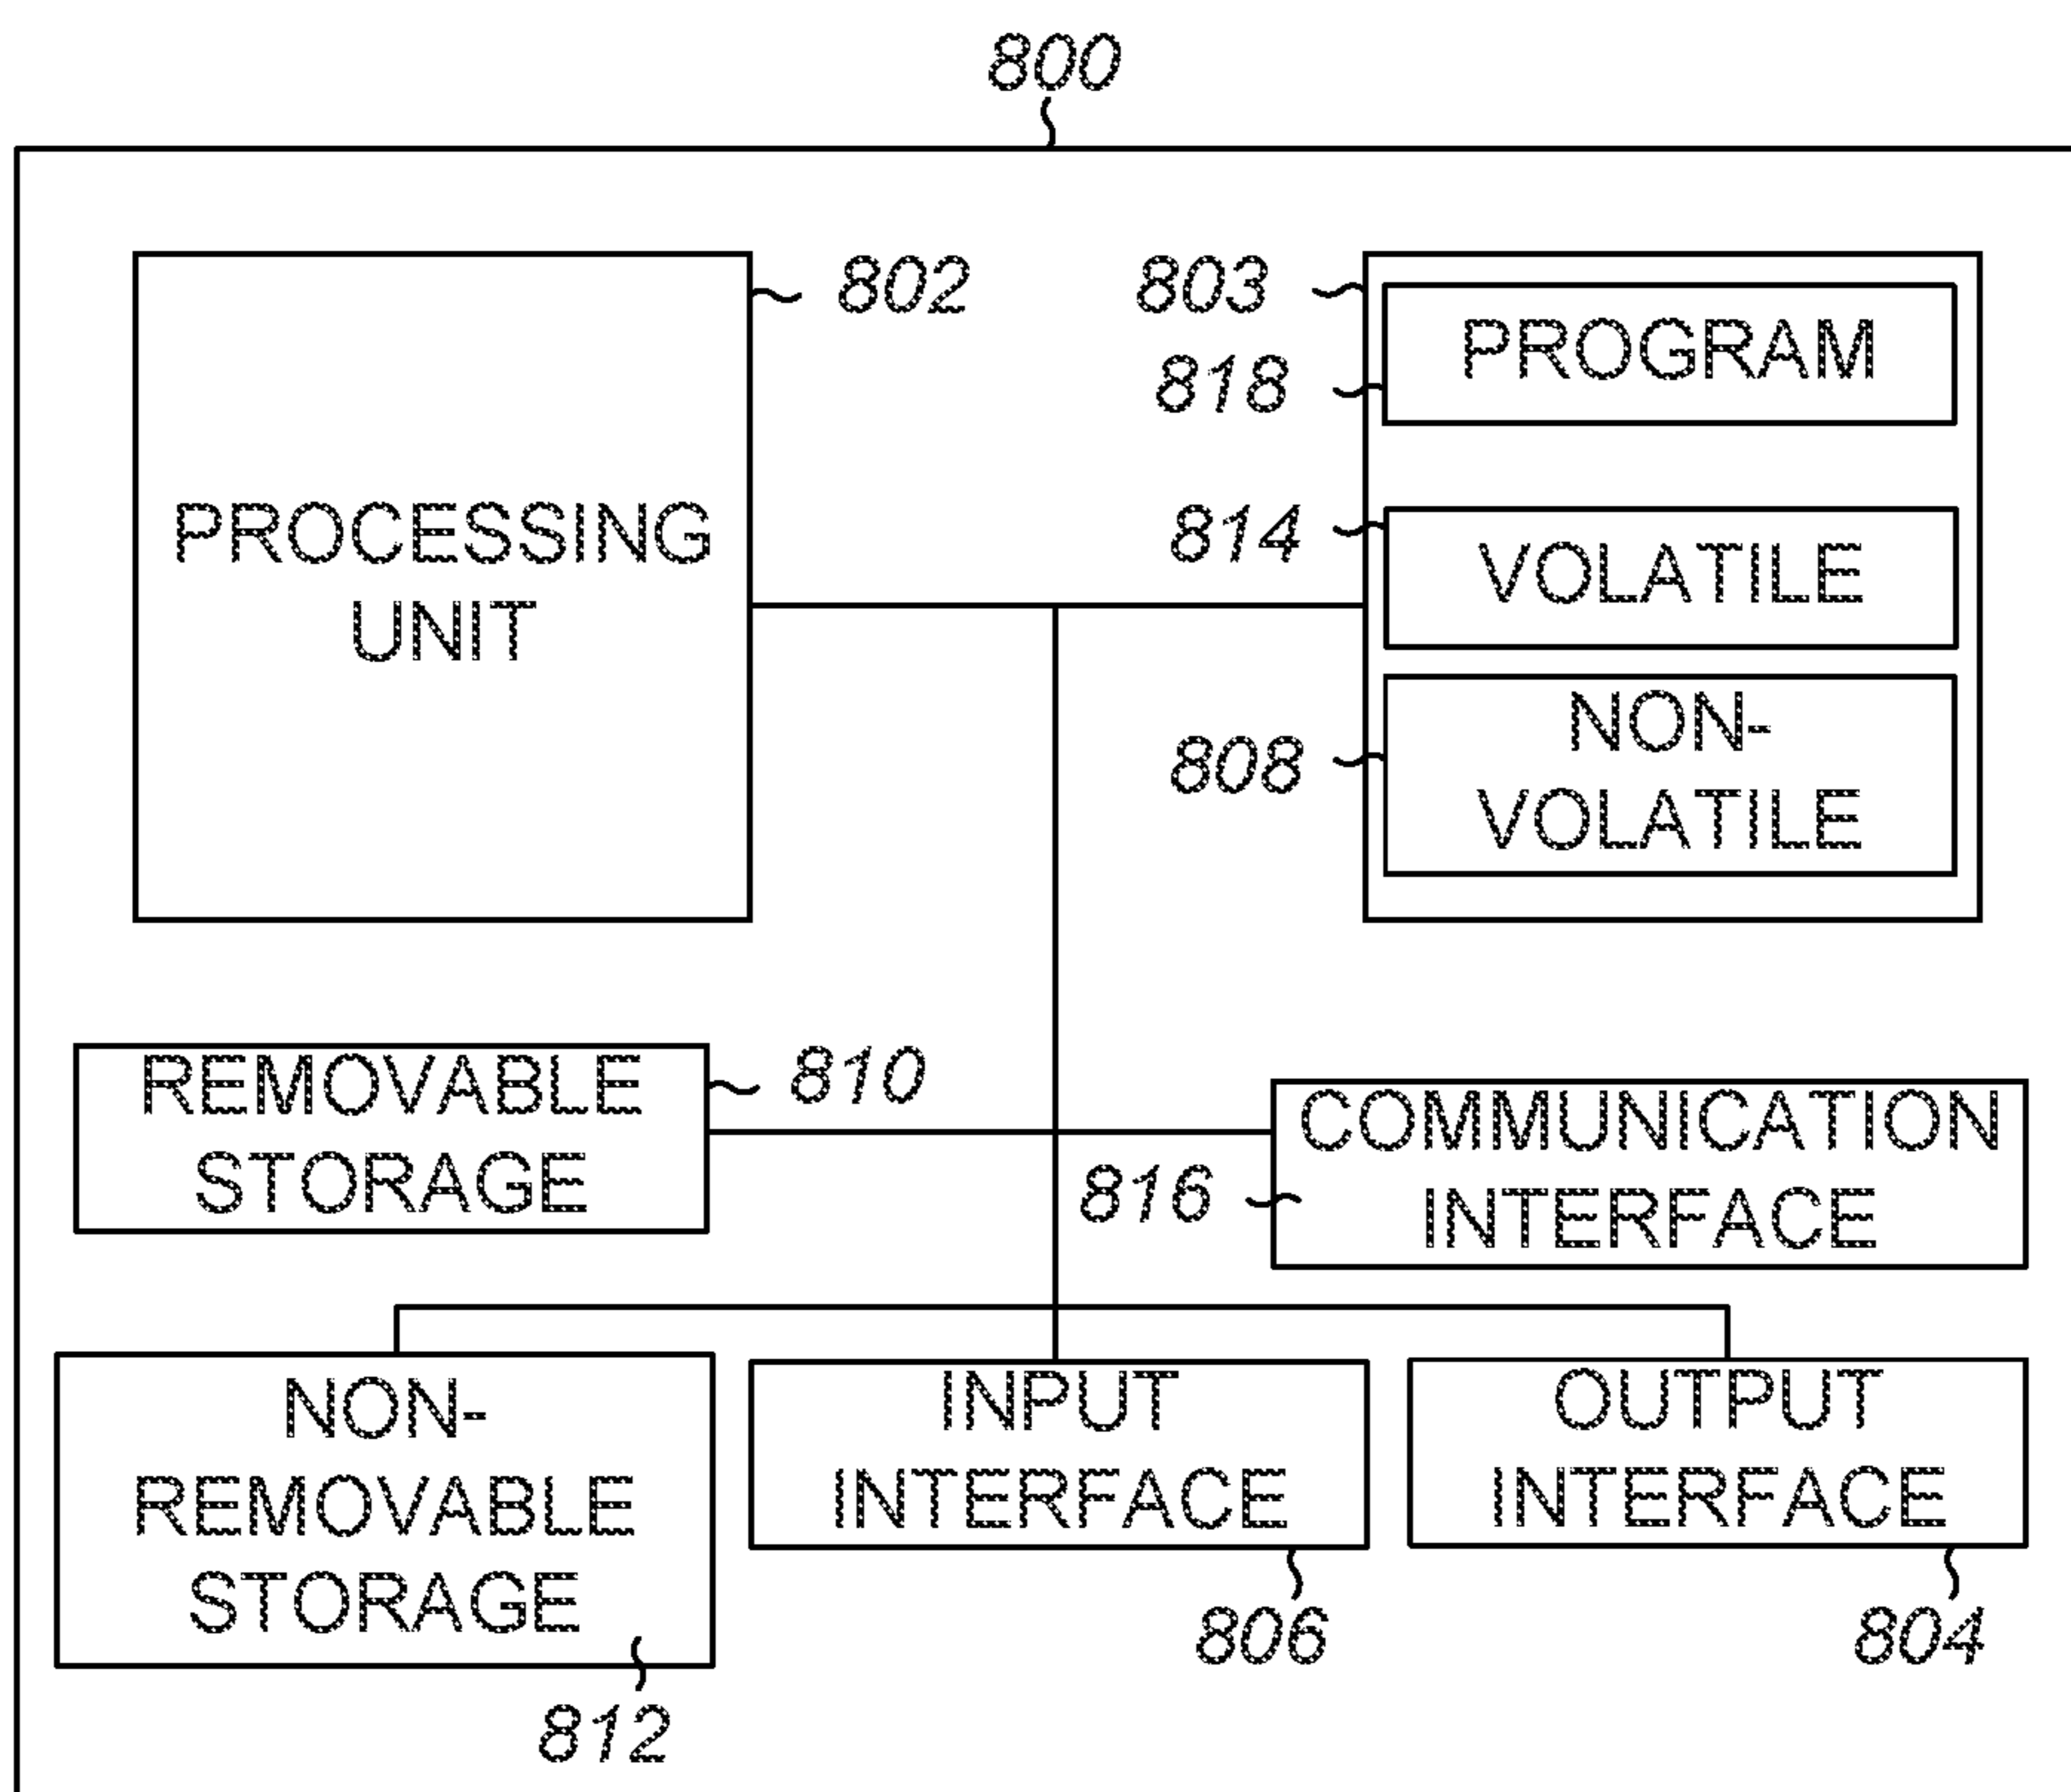 800
802
PROCESSING
UNIT
803
PROGRAM
818
814
VOLATILE
808
NON-
VOLATILE
REMOVABLE
STORAGE
810
COMMUNICATION
INTERFACE
816
NON-
REMOVABLE
STORAGE
812
INPUT
INTERFACE
806
OUTPUT
INTERFACE
804